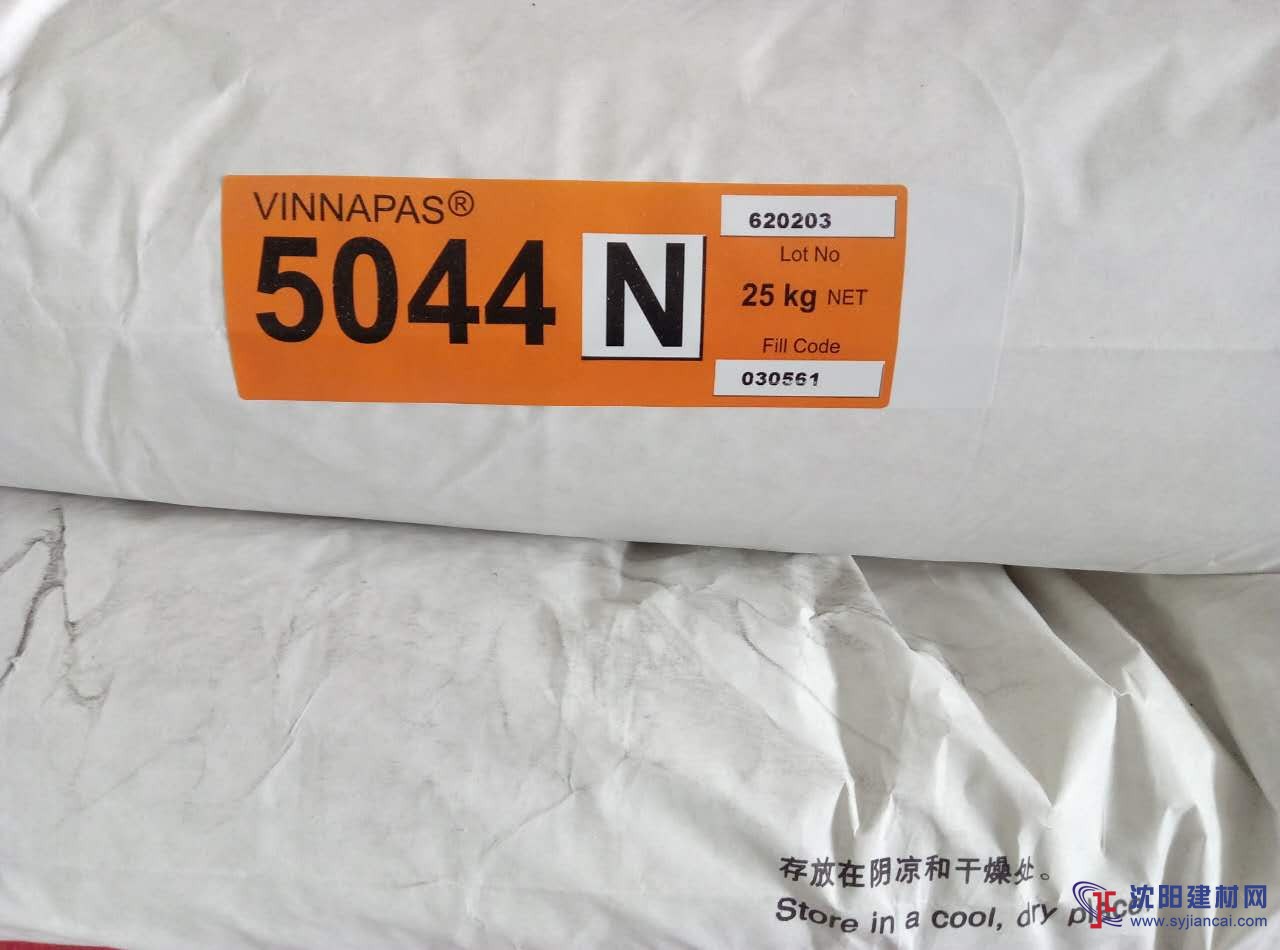 VINNAPAS®
5044 N
620203
Lot No
25 kg NET
Fill Code
030561
存放在阴凉和干燥处。
Store in a cool, dry place
沈阳建材网
www.syjiancai.com